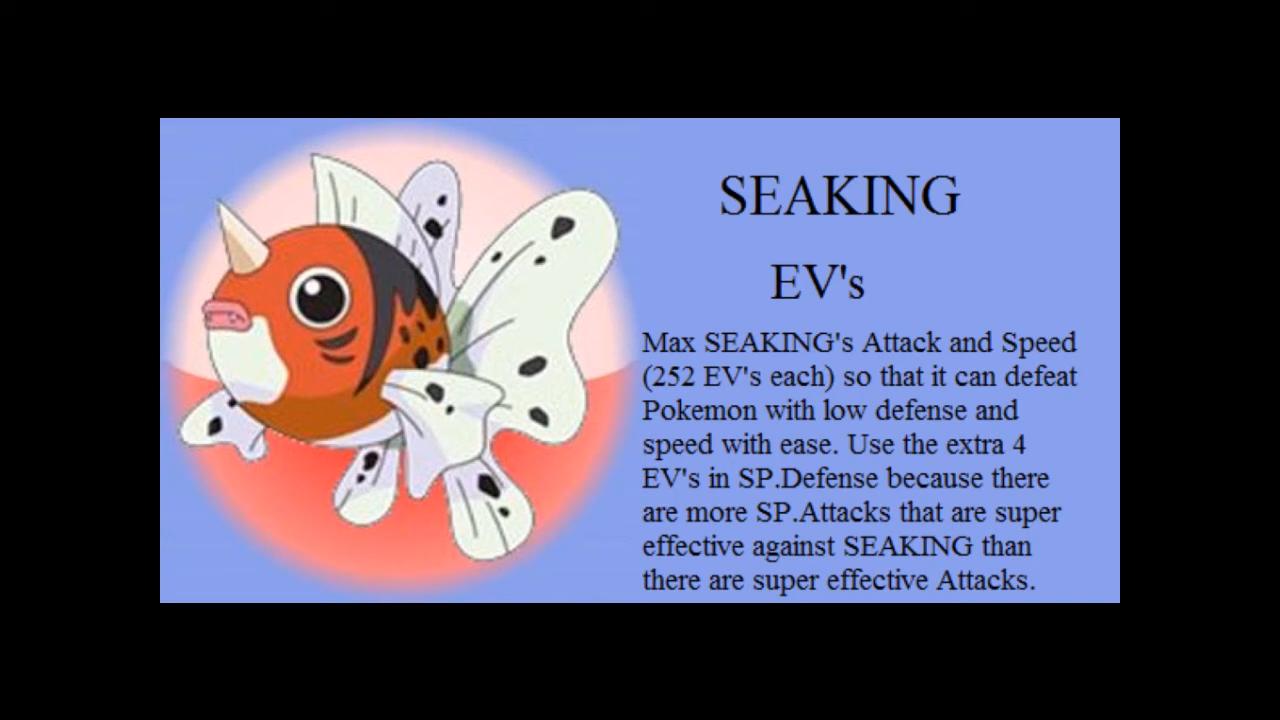 SEAKING
EV's
Max SEAKING's Attack and Speed
(252 EV's each) so that it can defeat
Pokemon with low defense and
speed with ease. Use the extra 4
EV's in SP.Defense because there
are more SP.Attacks that are super
effective against SEAKING than
there are super effective Attacks.